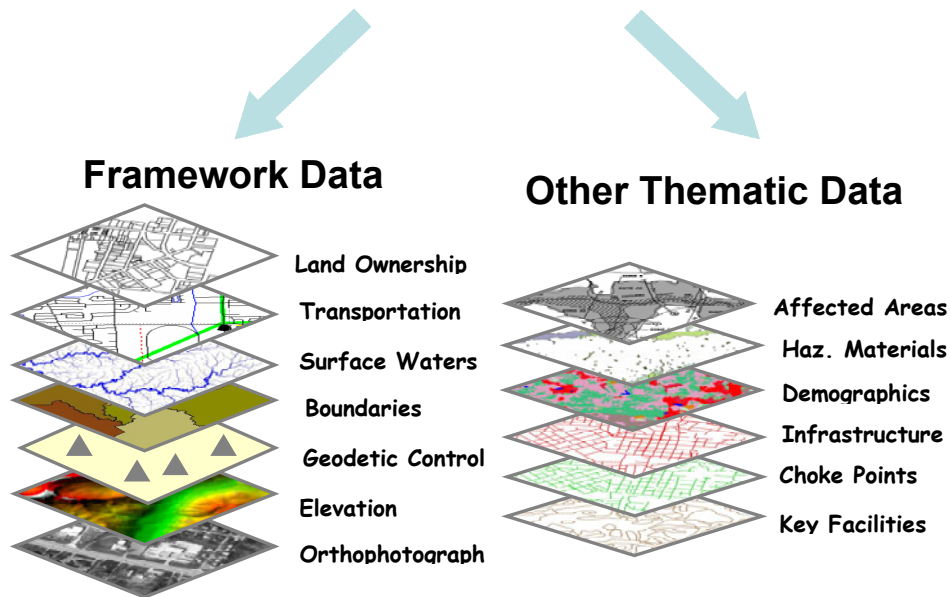 Framework Data
Land Ownership
Transportation
Surface Waters
Boundaries
Geodetic Control
Elevation
Orthophotograph
Other Thematic Data
Affected Areas
Haz. Materials
Demographics
Infrastructure
Choke Points
Key Facilities